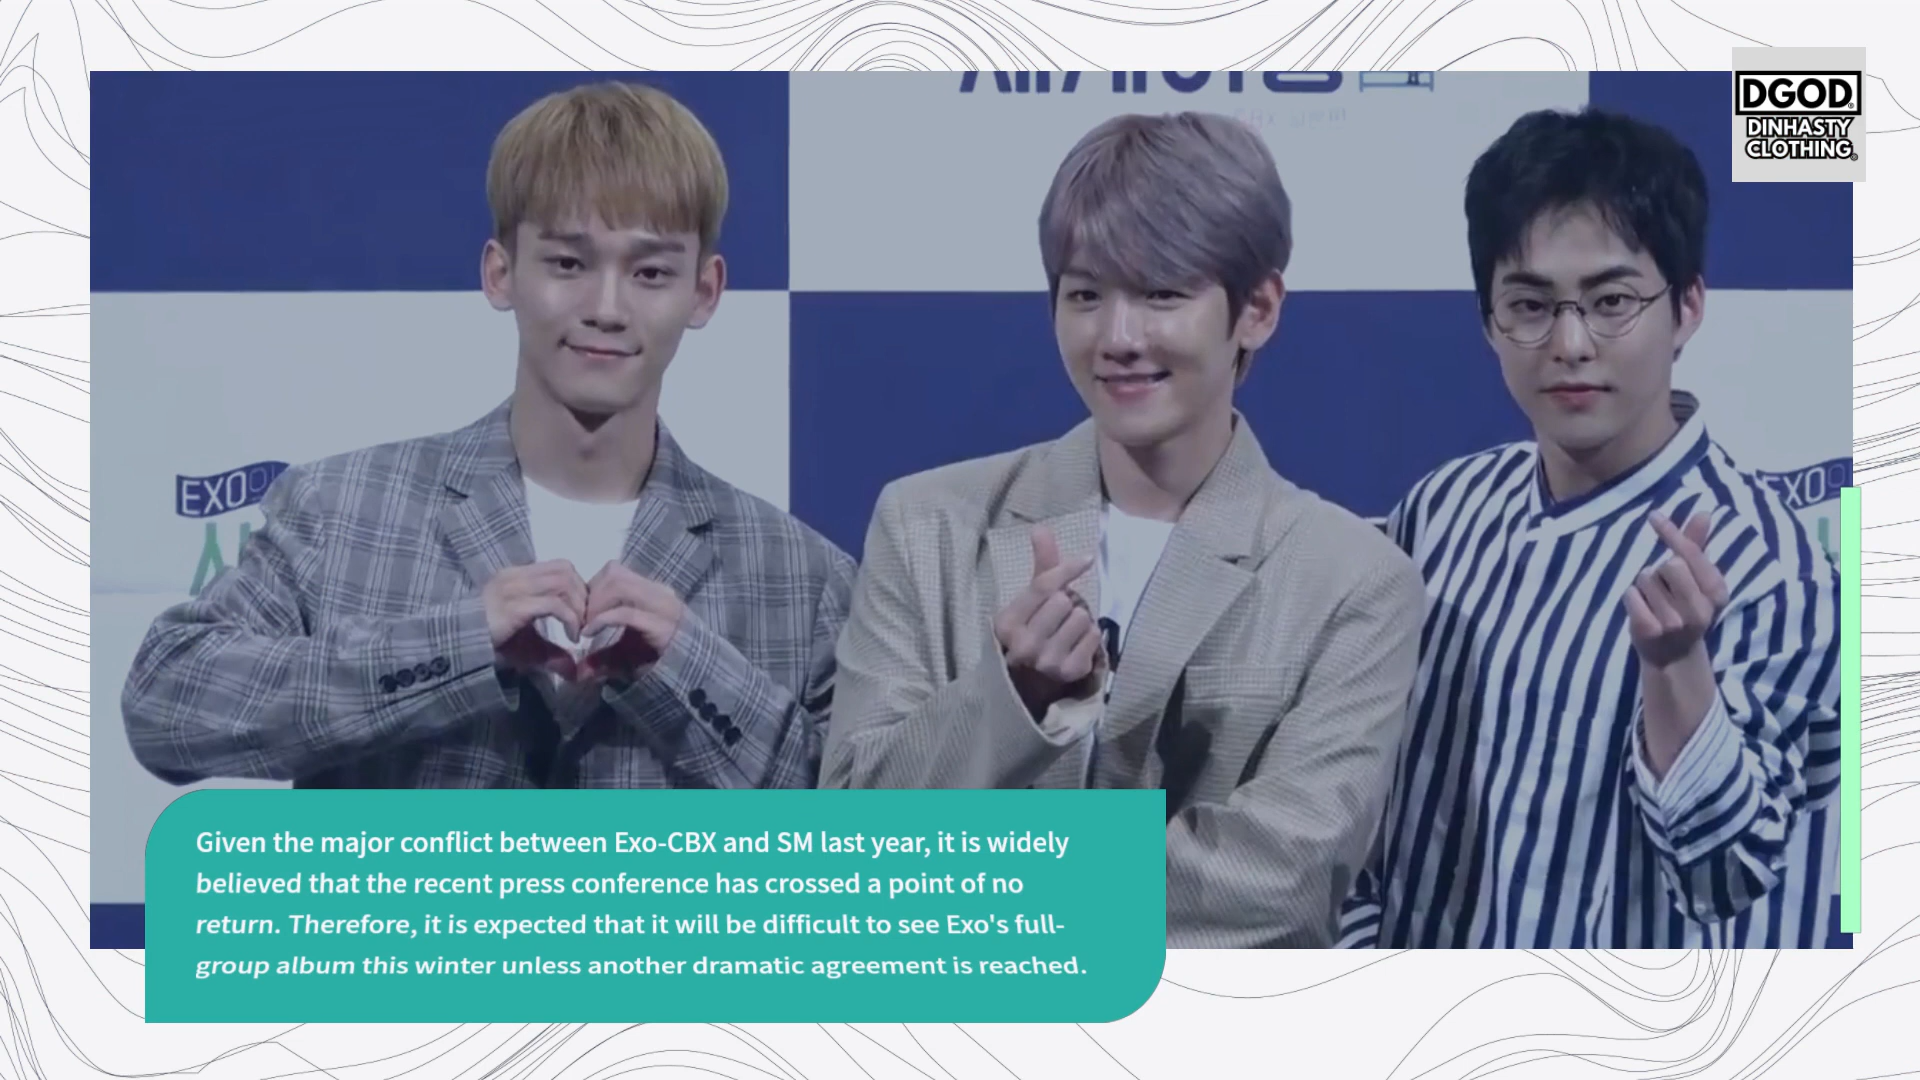 DGOD
DINHASTY
CLOTHING
EXO
EXO
Given the major conflict between Exo-CBX and SM last year, it is widely
believed that the recent press conference has crossed a point of no
return. Therefore, it is expected that it will be difficult to see Exo's full-
group album this winter unless another dramatic agreement is reached.